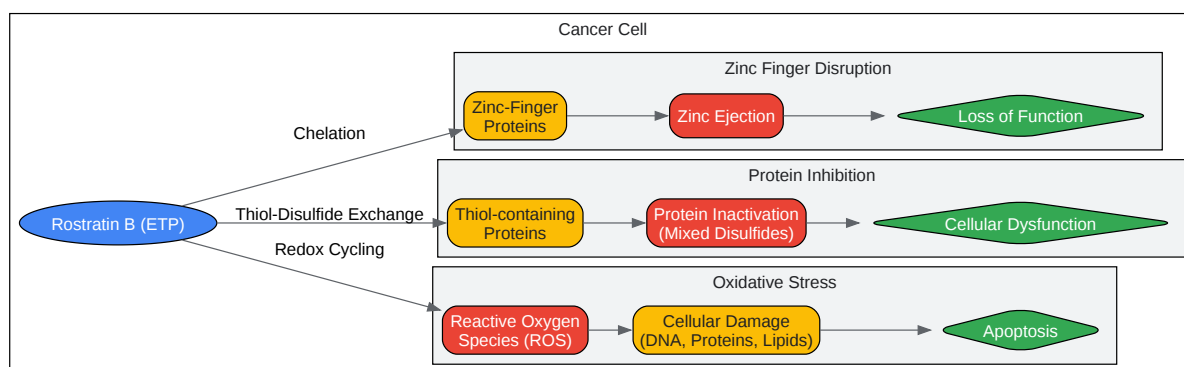 Cancer Cell
Zinc Finger Disruption
Zinc-Finger
Proteins
Zinc Ejection
Loss of Function
Chelation
Protein Inhibition
Rostratin B (ETP)
Thiol-Disulfide Exchange
Thiol-containing
Proteins
Protein Inactivation
(Mixed Disulfides)
Cellular Dysfunction
Redox Cycling
Oxidative Stress
Reactive Oxygen
Species (ROS)
Cellular Damage
(DNA, Proteins, Lipids)
Apoptosis